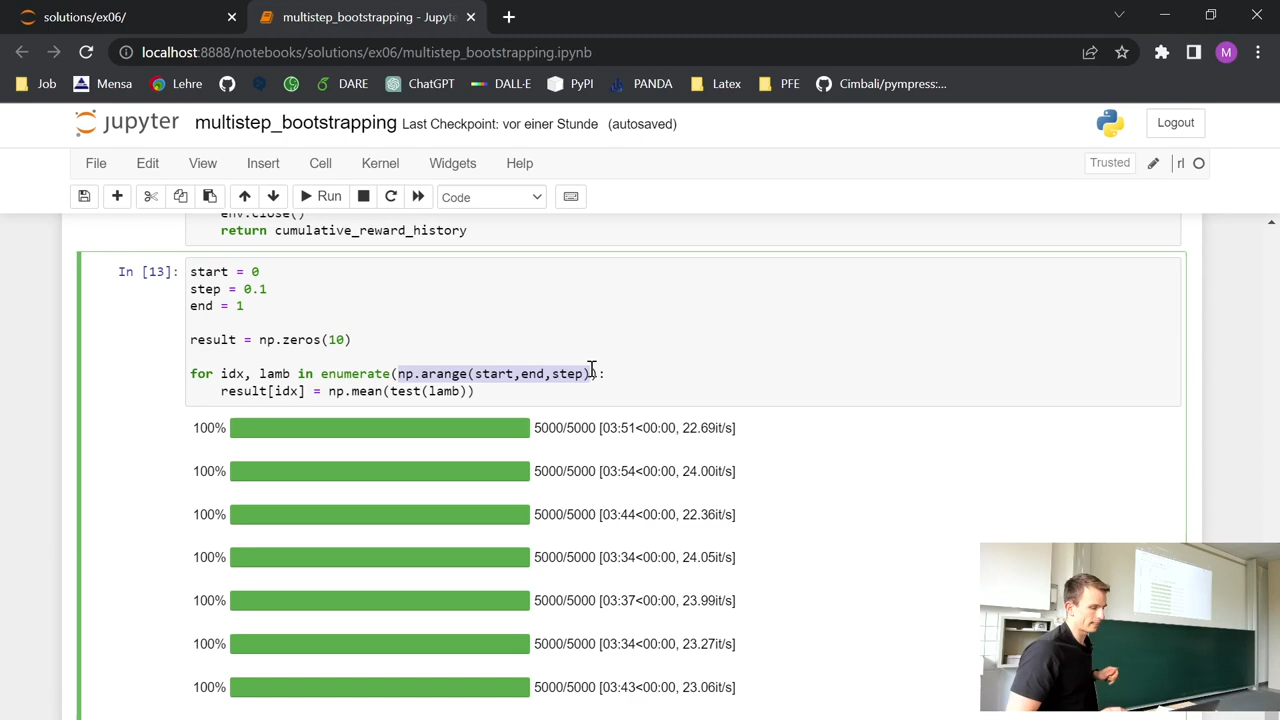 solutions/ex06/
multistep_bootstrapping - Jupyte
localhost:8888/notebooks/solutions/ex06/multistep_bootstrapping.ipynb
M
Job Mensa Lehre DARE ChatGPT DALL-E PyPI PANDA Latex PFE Cimbali/pympress:...
jupyter multistep_bootstrapping Last Checkpoint: vor einer Stunde (autosaved)
Logout
File Edit View Insert Cell Kernel Widgets Help
Trusted rl
Run Code
env.close()
return cumulative_reward_history
In [13]: start = 0
step = 0.1
end = 1
result = np.zeros(10)
for idx, lamb in enumerate(np.arange(start,end,step)):
result[idx] = np.mean(test(lamb))
100% 5000/5000 [03:51<00:00, 22.69it/s]
100% 5000/5000 [03:54<00:00, 24.00it/s]
100% 5000/5000 [03:44<00:00, 22.36it/s]
100% 5000/5000 [03:34<00:00, 24.05it/s]
100% 5000/5000 [03:37<00:00, 23.99it/s]
100% 5000/5000 [03:34<00:00, 23.27it/s]
100% 5000/5000 [03:43<00:00, 23.06it/s]